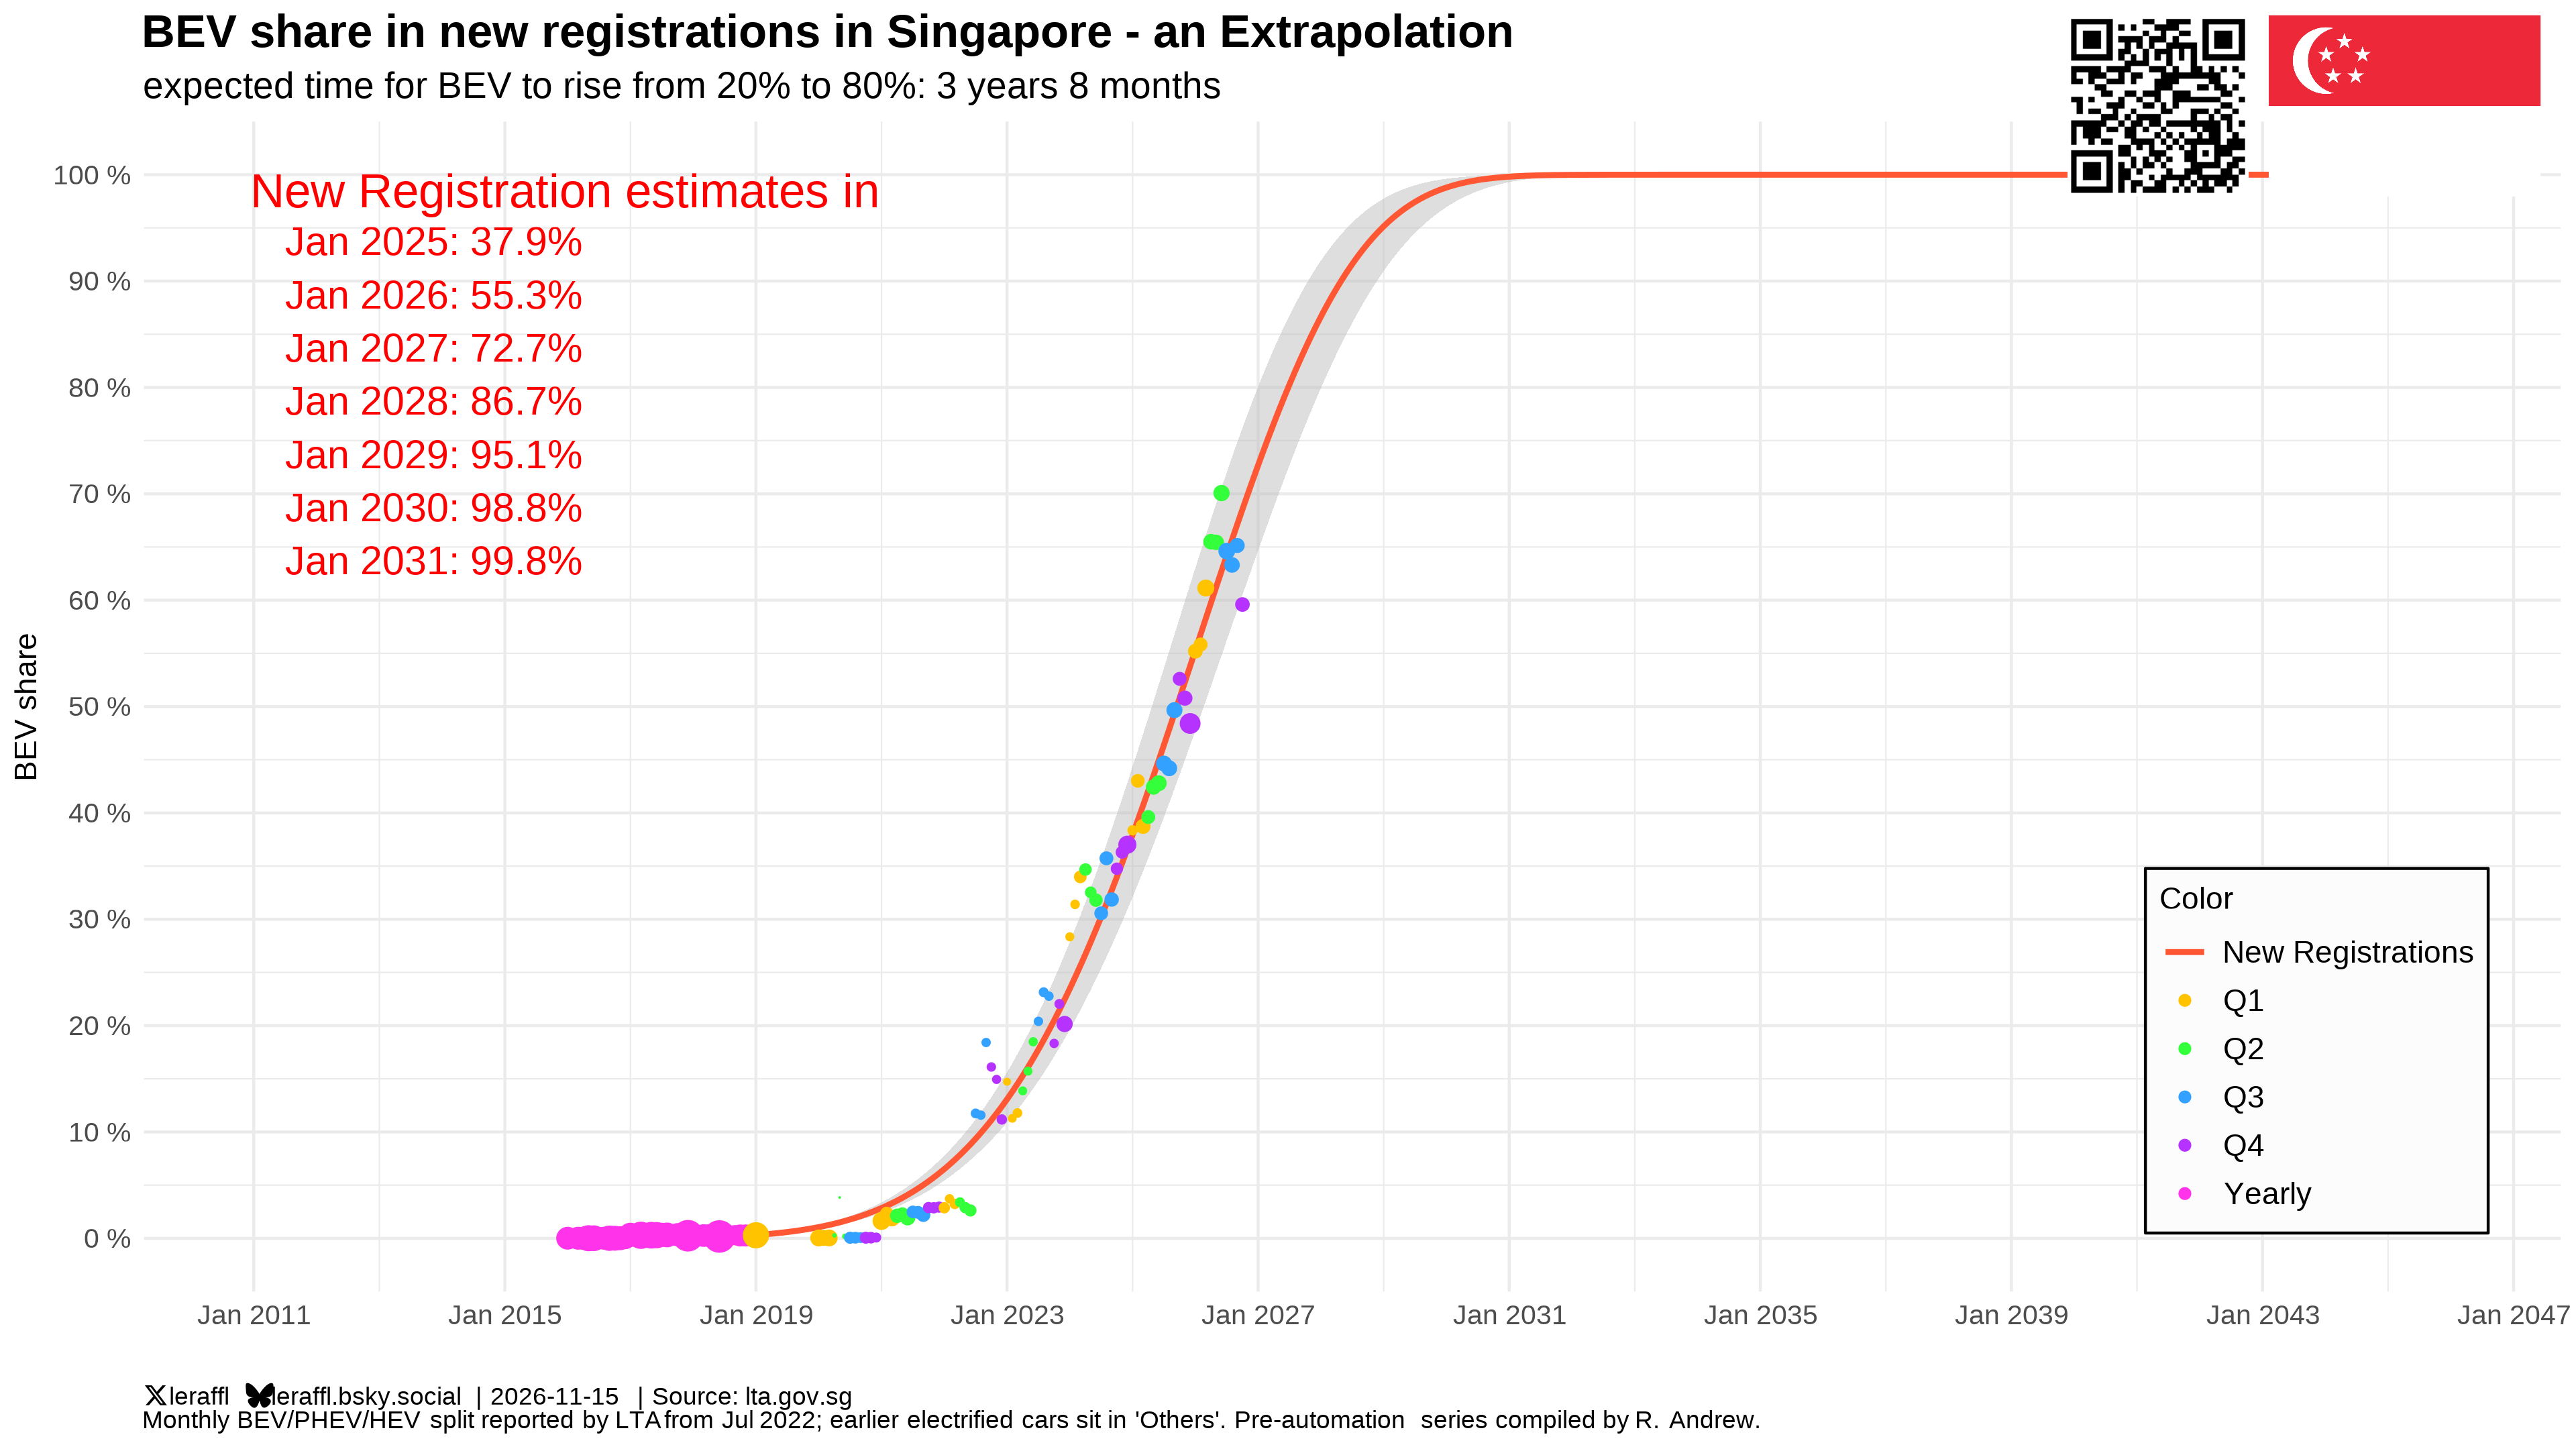 BEV share in new registrations in Singapore - an Extrapolation
expected time for BEV to rise from 20% to 80%: 3 years 8 months
New Registration estimates in
Jan 2025: 37.9%
Jan 2026: 55.3%
Jan 2027: 72.7%
Jan 2028: 86.7%
Jan 2029: 95.1%
Jan 2030: 98.8%
Jan 2031: 99.8%
BEV share
100 %
90 %
80 %
70 %
60 %
50 %
40 %
30 %
20 %
10 %
0 %
Jan 2011 Jan 2015 Jan 2019 Jan 2023 Jan 2027 Jan 2031 Jan 2035 Jan 2039 Jan 2043 Jan 2047
Color
New Registrations
Q1
Q2
Q3
Q4
Yearly
leraffl leraffl.bsky.social | 2026-11-15 | Source: lta.gov.sg
Monthly BEV/PHEV/HEV split reported by LTA from Jul 2022; earlier electrified cars sit in 'Others'. Pre-automation series compiled by R. Andrew.